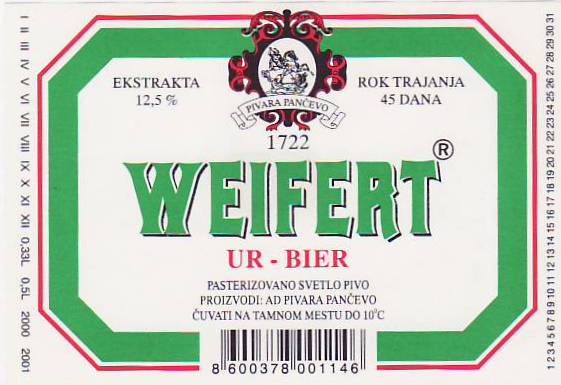 EKSTRAKTA
12,5 %
ROK TRAJANJA
45 DANA
PIVARA PANČEVO
1722
WEIFERT®
UR - BIER
PASTERIZOVANO SVETLO PIVO
PROIZVODI: AD PIVARA PANČEVO
ČUVATI NA TAMNOM MESTU DO 10°C
8 600378 001146
I II III IV V VI VII VIII IX X XI XII 0,33L 0,5L 2000 2001
1 2 3 4 5 6 7 8 9 10 11 12 13 14 15 16 17 18 19 20 21 22 23 24 25 26 27 28 29 30 31